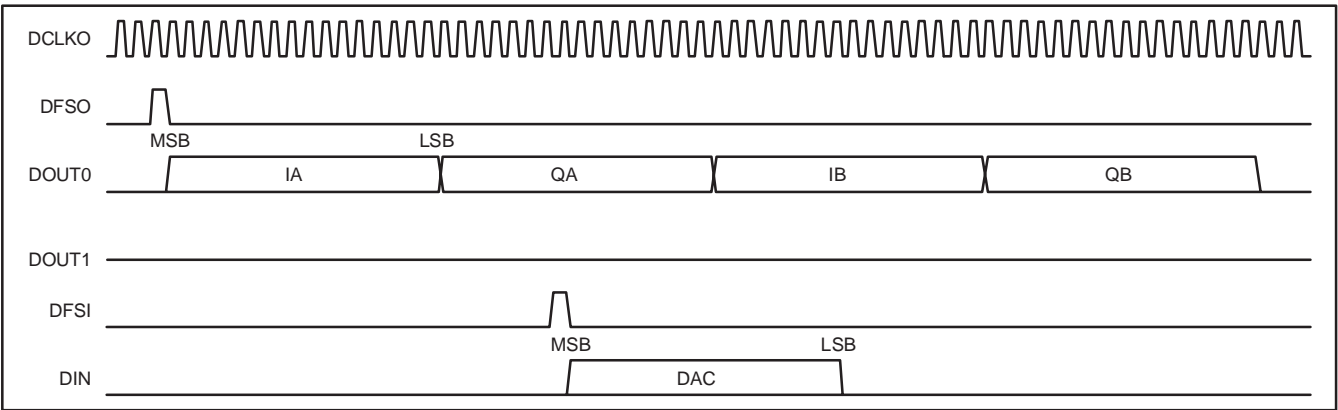 DCLKO
DFSO
MSB LSB
DOUT0 IA QA IB QB
DOUT1
DFSI
MSB LSB
DIN DAC